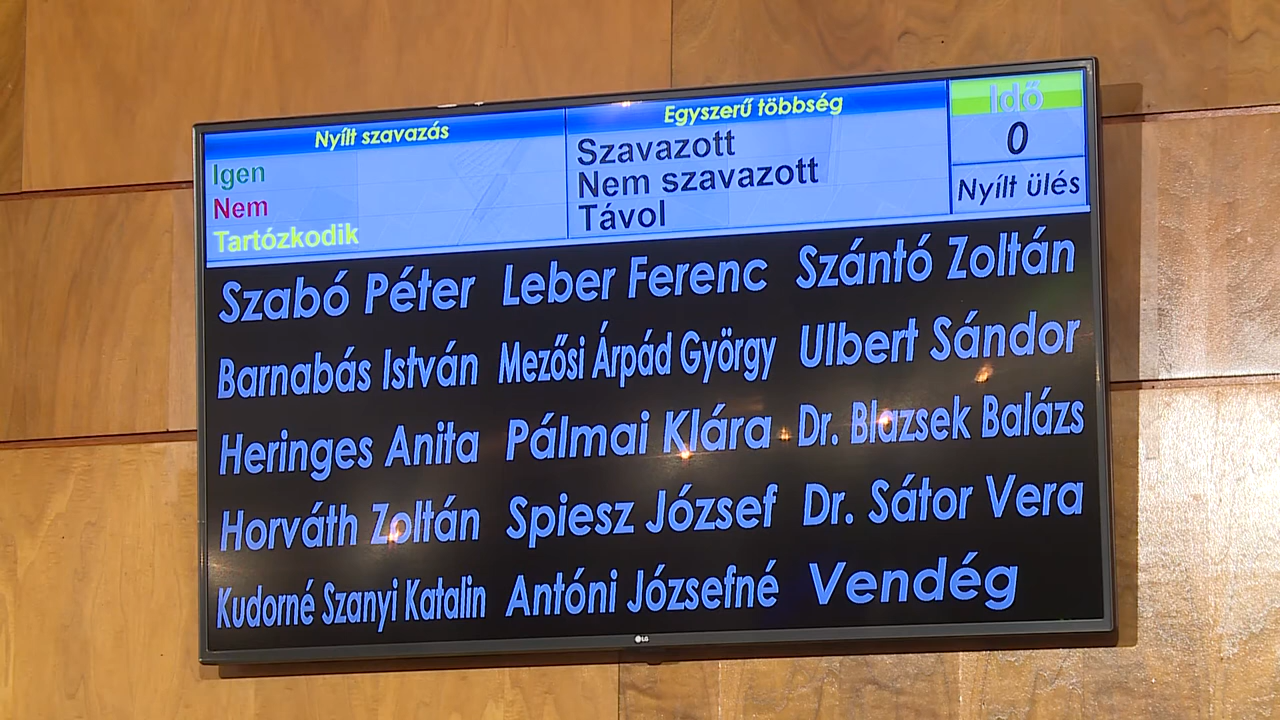 Nyílt szavazás
Igen
Nem
Tartózkodik
Egyszerű többség
Szavazott
Nem szavazott
Távol
Idő
0
Nyílt ülés
Szabó Péter Leber Ferenc Szántó Zoltán
Barnabás István Mezősi Árpád György Ulbert Sándor
Heringes Anita Pálmai Klára Dr. Blazsek Balázs
Horváth Zoltán Spiesz József Dr. Sátor Vera
Kudorné Szanyi Katalin Antóni Józsefné Vendég
LG